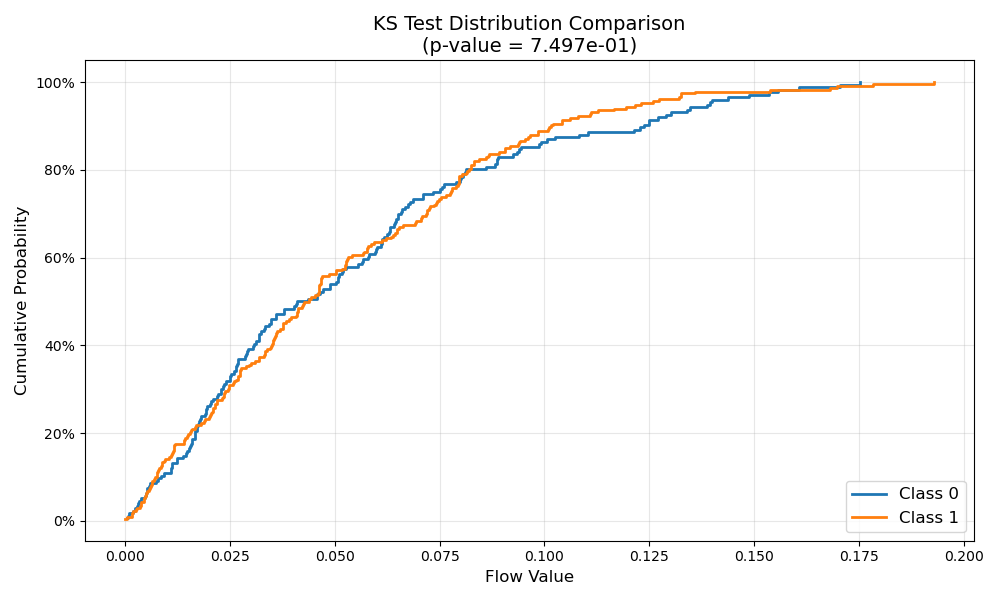 KS Test Distribution Comparison
(p-value = 7.497e-01)
Cumulative Probability
100%
80%
60%
40%
20%
0%
Class 0
Class 1
0.000 0.025 0.050 0.075 0.100 0.125 0.150 0.175 0.200
Flow Value